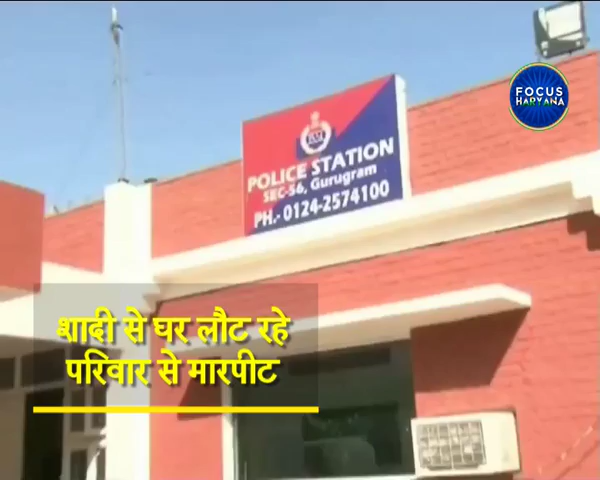 FOCUS
HARYANA
POLICE STATION
SEC-56, Gurugram
PH.- 0124-2574100
शादी से घर लौट रहे
परिवार से मारपीट